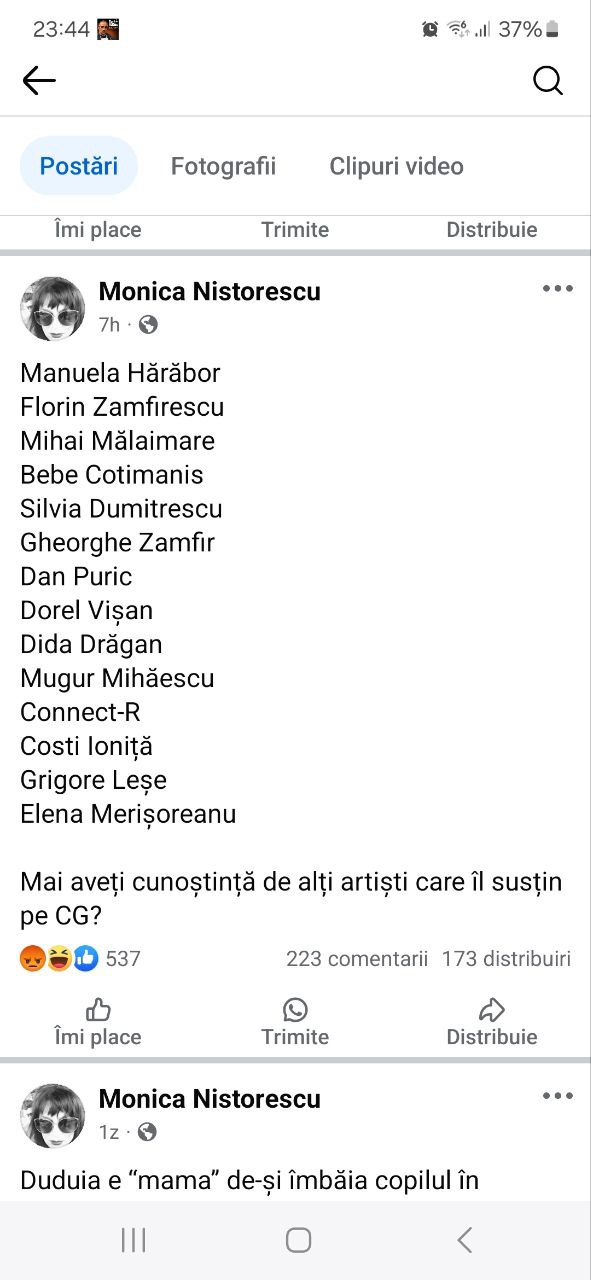 23:44
37%
Postări Fotografii Clipuri video
Îmi place Trimite Distribuie
Monica Nistorescu
7h ·
Manuela Hărăbor
Florin Zamfirescu
Mihai Mălaimare
Bebe Cotimanis
Silvia Dumitrescu
Gheorghe Zamfir
Dan Puric
Dorel Vișan
Dida Drăgan
Mugur Mihăescu
Connect-R
Costi Ioniță
Grigore Leșe
Elena Merișoreanu
Mai aveți cunoștință de alți artiști care îl susțin
pe CG?
537 223 comentarii 173 distribuiri
Îmi place Trimite Distribuie
Monica Nistorescu
1z ·
Duduia e “mama” de-și îmbăia copilul în